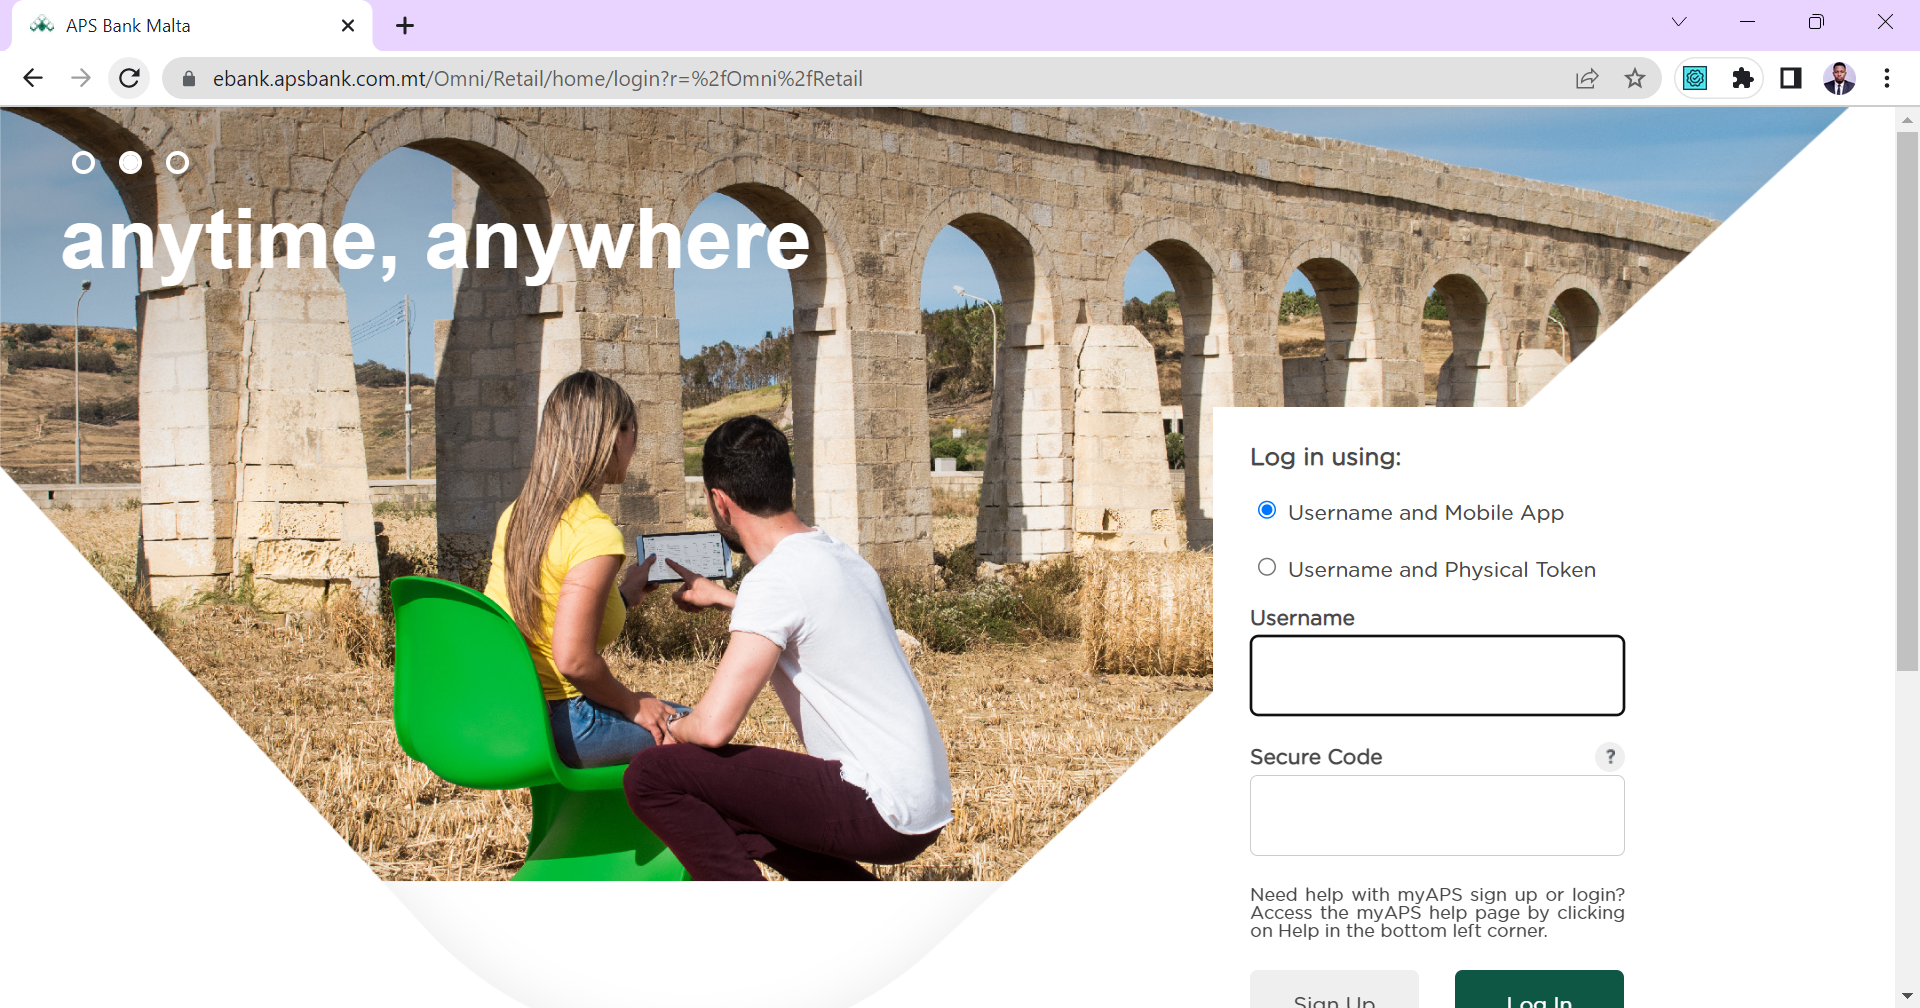 APS Bank Malta
ebank.apsbank.com.mt/Omni/Retail/home/login?r=%2fOmni%2fRetail
anytime, anywhere
Log in using:
Username and Mobile App
Username and Physical Token
Username
Secure Code
?
Need help with myAPS sign up or login?
Access the myAPS help page by clicking
on Help in the bottom left corner.
Sign Up
Log In